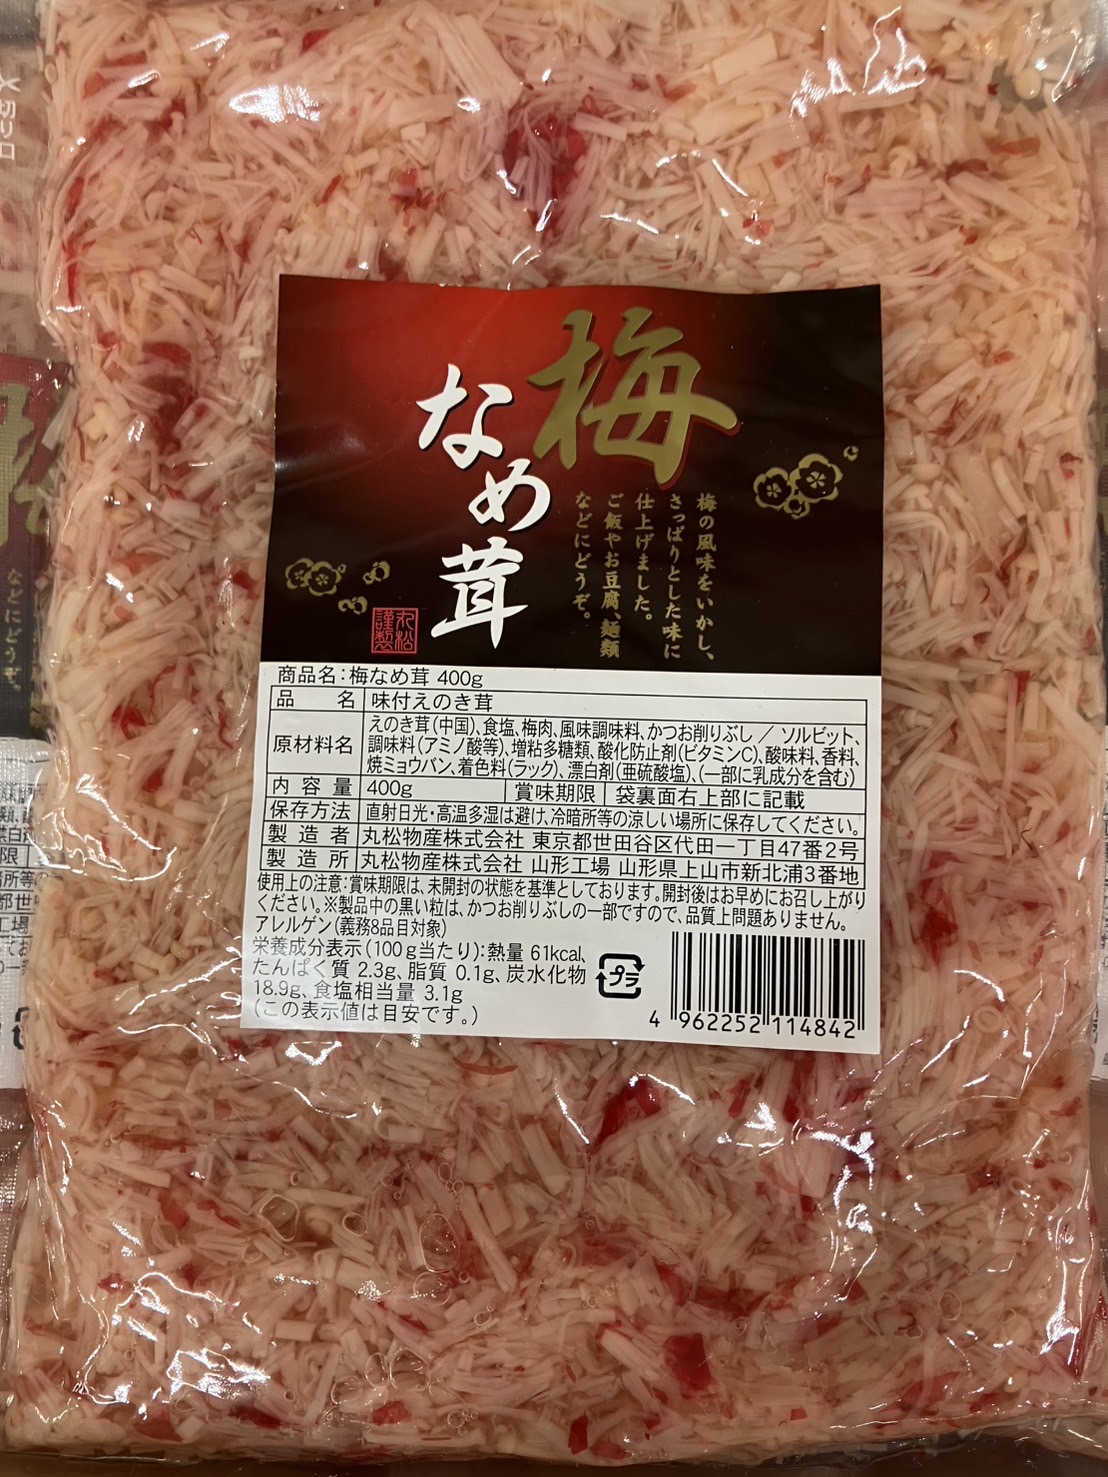 梅
なめ茸
梅の風味をいかし、
さっぱりとした味に
仕上げました。
ご飯やお豆腐、麺類
などにどうぞ。
丸松
謹製
商品名:梅なめ茸 400g
品名 味付えのき茸
原材料名 えのき茸(中国)、食塩、梅肉、風味調味料、かつお削りぶし / ソルビット、
調味料(アミノ酸等)、増粘多糖類、酸化防止剤(ビタミンC)、酸味料、香料、
焼ミョウバン、着色料(ラック)、漂白剤(亜硫酸塩)、(一部に乳成分を含む)
内容量 400g 賞味期限 袋裏面右上部に記載
保存方法 直射日光・高温多湿は避け、冷暗所等の涼しい場所に保存してください。
製造者 丸松物産株式会社 東京都世田谷区代田一丁目47番2号
製造所 丸松物産株式会社 山形工場 山形県上山市新北浦3番地
使用上の注意:賞味期限は、未開封の状態を基準としております。開封後はお早めにお召し上がり
ください。※製品中の黒い粒は、かつお削りぶしの一部ですので、品質上問題ありません。
アレルゲン(義務8品目対象)
栄養成分表示(100g当たり):熱量 61kcal、
たんぱく質 2.3g、脂質 0.1g、炭水化物
18.9g、食塩相当量 3.1g
(この表示値は目安です。)
プラ
4 962252 114842
切り口
などにどうぞ。